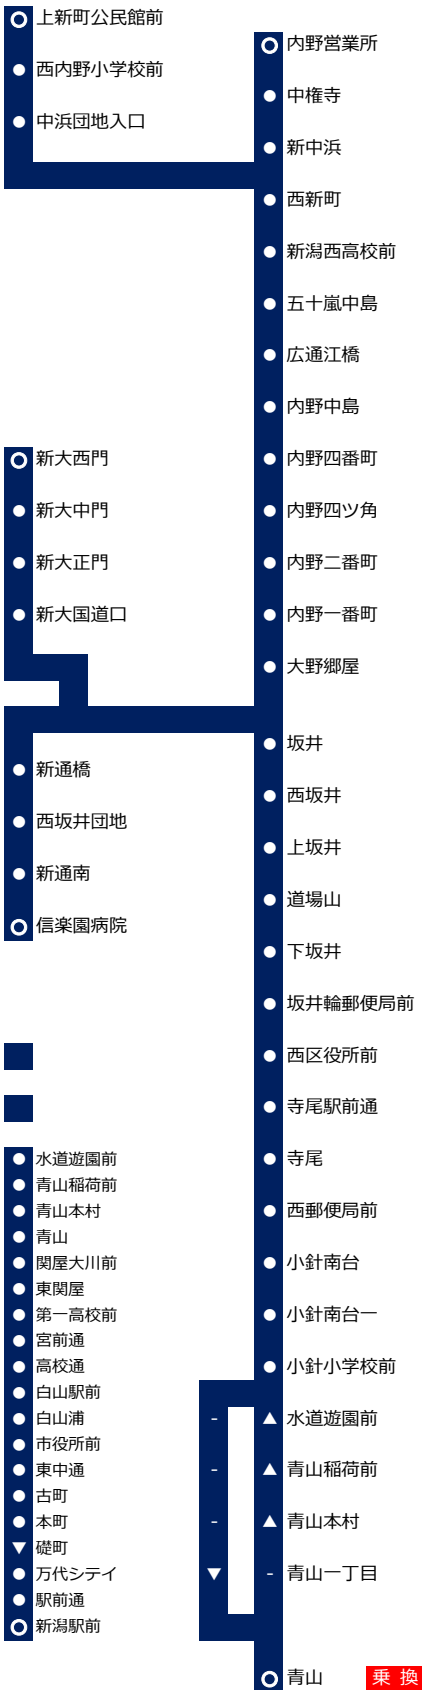 上新町公民館前
西内野小学校前
中浜団地入口
内野営業所
中権寺
新中浜
西新町
新潟西高校前
五十嵐中島
広通江橋
内野中島
内野四番町
内野四ツ角
内野二番町
内野一番町
大野郷屋
新大西門
新大中門
新大正門
新大国道口
新通橋
西坂井団地
新通南
信楽園病院
坂井
西坂井
上坂井
道場山
下坂井
坂井輪郵便局前
西区役所前
寺尾駅前通
寺尾
西郵便局前
小針南台
小針南台一
小針小学校前
- ▲ 水道遊園前
- ▲ 青山稲荷前
- ▲ 青山本村
▼ - 青山一丁目
青山 乗換
水道遊園前
青山稲荷前
青山本村
青山
関屋大川前
東関屋
第一高校前
宮前通
高校通
白山駅前
白山浦
市役所前
東中通
古町
本町
▼ 礎町
万代シテイ
駅前通
新潟駅前